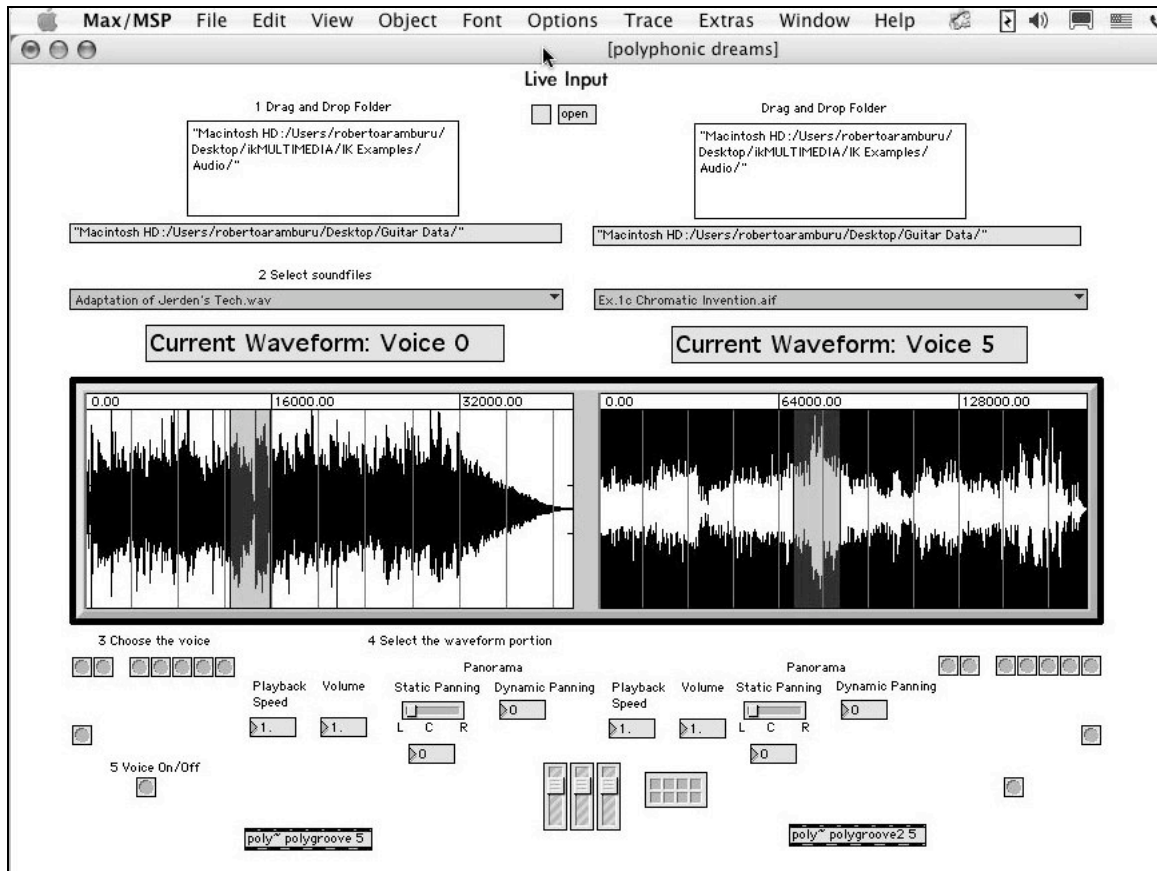 Max/MSP File Edit View Object Font Options Trace Extras Window Help
[polyphonic dreams]
Live Input
open
1 Drag and Drop Folder
"Macintosh HD:/Users/robertoaramburu/
Desktop/ikMULTIMEDIA/IK Examples/
Audio/"
"Macintosh HD:/Users/robertoaramburu/Desktop/Guitar Data/"
Drag and Drop Folder
"Macintosh HD:/Users/robertoaramburu/
Desktop/ikMULTIMEDIA/IK Examples/
Audio/"
"Macintosh HD:/Users/robertoaramburu/Desktop/Guitar Data/"
2 Select soundfiles
Adaptation of Jerden's Tech.wav
Ex.1c Chromatic Invention.aif
Current Waveform: Voice 0
Current Waveform: Voice 5
0.00 16000.00 32000.00
0.00 64000.00 128000.00
3 Choose the voice
4 Select the waveform portion
Panorama
Playback Speed
Volume
Static Panning
Dynamic Panning
1.
1.
L C R
0
0
Panorama
Playback Speed
Volume
Static Panning
Dynamic Panning
1.
1.
L C R
0
0
5 Voice On/Off
poly~ polygroove 5
poly~ polygroove2 5